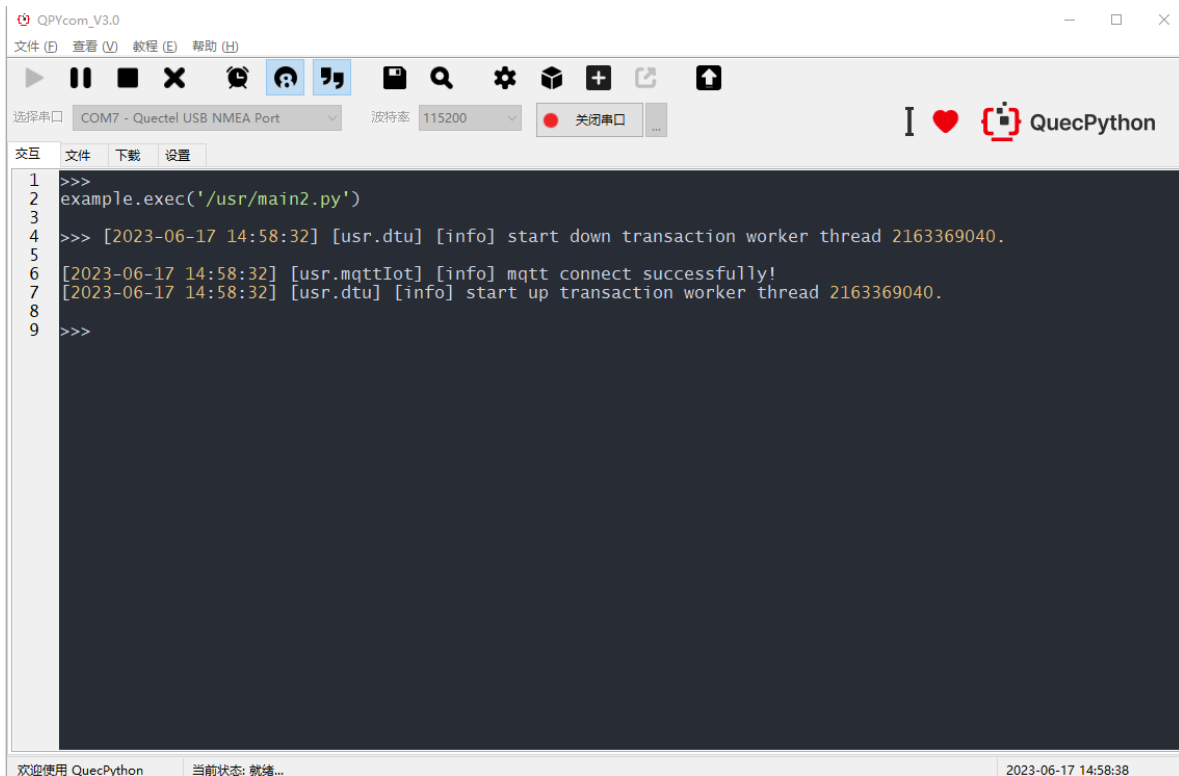 QPYcom_V3.0
文件 (F) 查看 (V) 教程 (E) 帮助 (H)
选择串口 COM7 - Quectel USB NMEA Port 波特率 115200 关闭串口 ... I QuecPython
交互 文件 下载 设置
1 >>>
2 example.exec('/usr/main2.py')
3
4 >>> [2023-06-17 14:58:32] [usr.dtu] [info] start down transaction worker thread 2163369040.
5
6 [2023-06-17 14:58:32] [usr.mqttIot] [info] mqtt connect successfully!
7 [2023-06-17 14:58:32] [usr.dtu] [info] start up transaction worker thread 2163369040.
8
9 >>>
欢迎使用 QuecPython 当前状态: 就绪... 2023-06-17 14:58:38